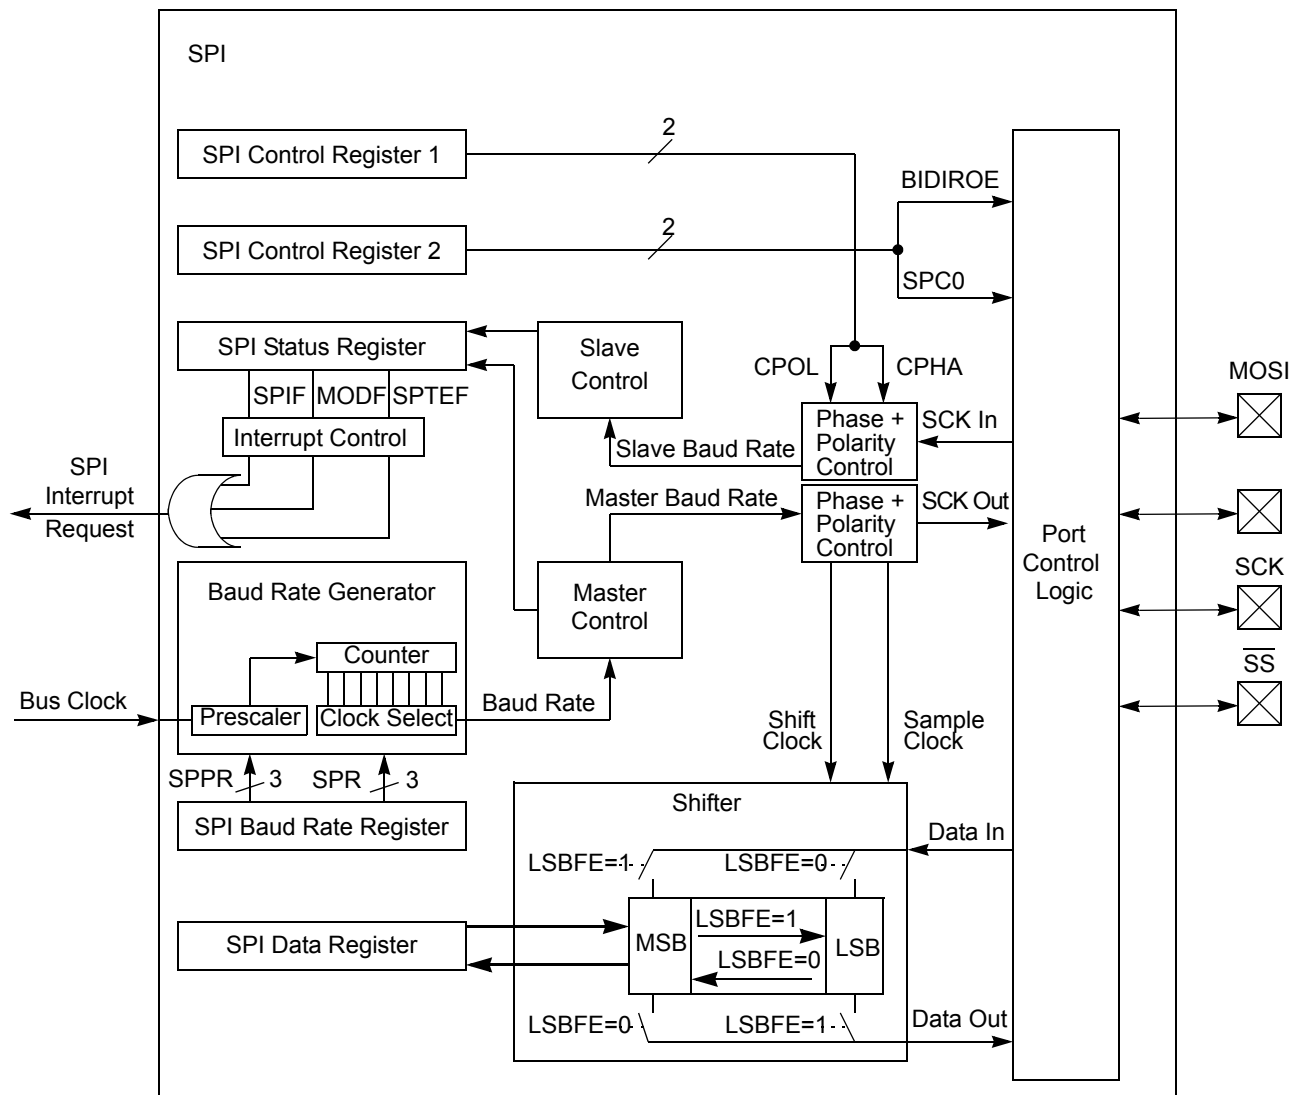 SPI
SPI Control Register 1
2
BIDIROE
SPI Control Register 2
2
SPC0
SPI Status Register
Slave
Control
CPOL
CPHA
MOSI
SPIF
MODF
SPTEF
Interrupt Control
Phase +
Polarity
Control
SCK In
Slave Baud Rate
SPI
Interrupt
Request
Master Baud Rate
Phase +
Polarity
Control
SCK Out
Port
Control
Logic
Baud Rate Generator
Master
Control
SCK
Counter
SS
Bus Clock
Prescaler
Clock Select
Baud Rate
Shift
Clock
Sample
Clock
SPPR
3
SPR
3
SPI Baud Rate Register
Shifter
Data In
LSBFE=1
LSBFE=0
SPI Data Register
MSB
LSBFE=1
LSBFE=0
LSB
LSBFE=0
LSBFE=1
Data Out